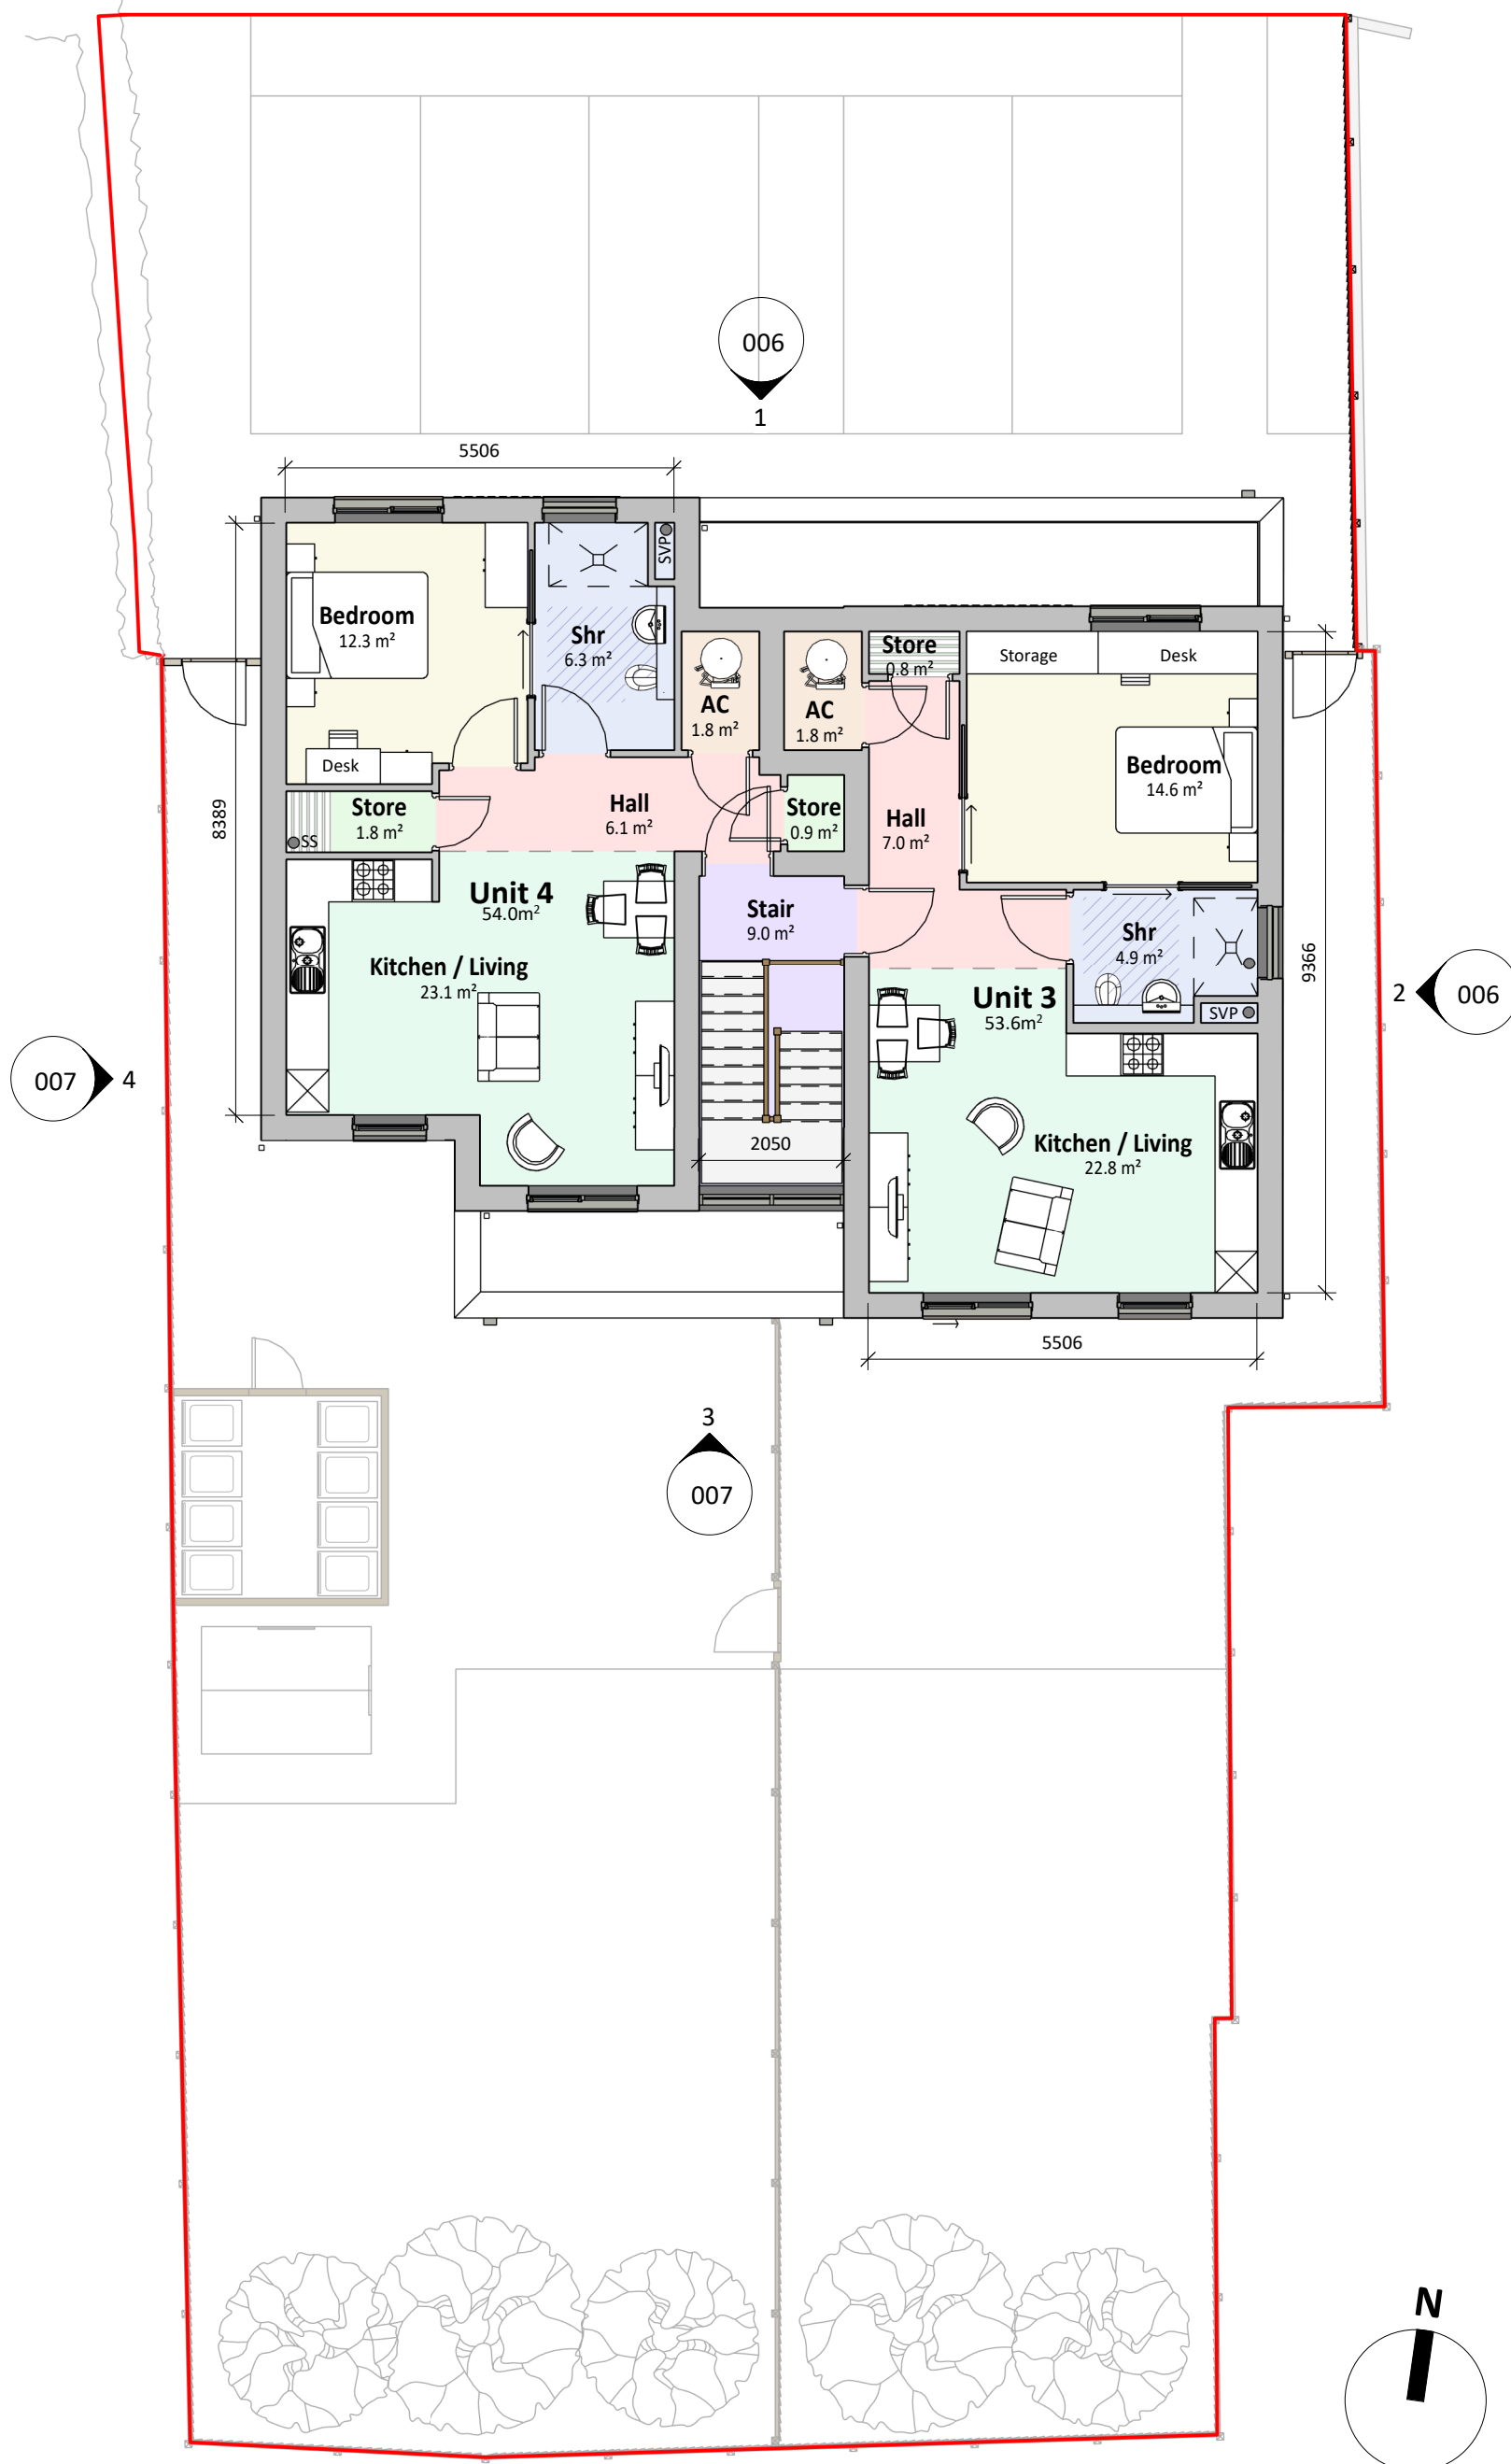 006
1
5506
SVP
Bedroom
12.3 m²
Shr
6.3 m²
Store
0.8 m²
Storage
Desk
AC
1.8 m²
AC
1.8 m²
Desk
Bedroom
14.6 m²
8389
Store
1.8 m²
SS
Hall
6.1 m²
Store
0.9 m²
Hall
7.0 m²
Unit 4
54.0m²
Stair
9.0 m²
Shr
4.9 m²
9366
Kitchen / Living
23.1 m²
Unit 3
53.6m²
SVP
2
006
007
4
2050
Kitchen / Living
22.8 m²
5506
3
007
N